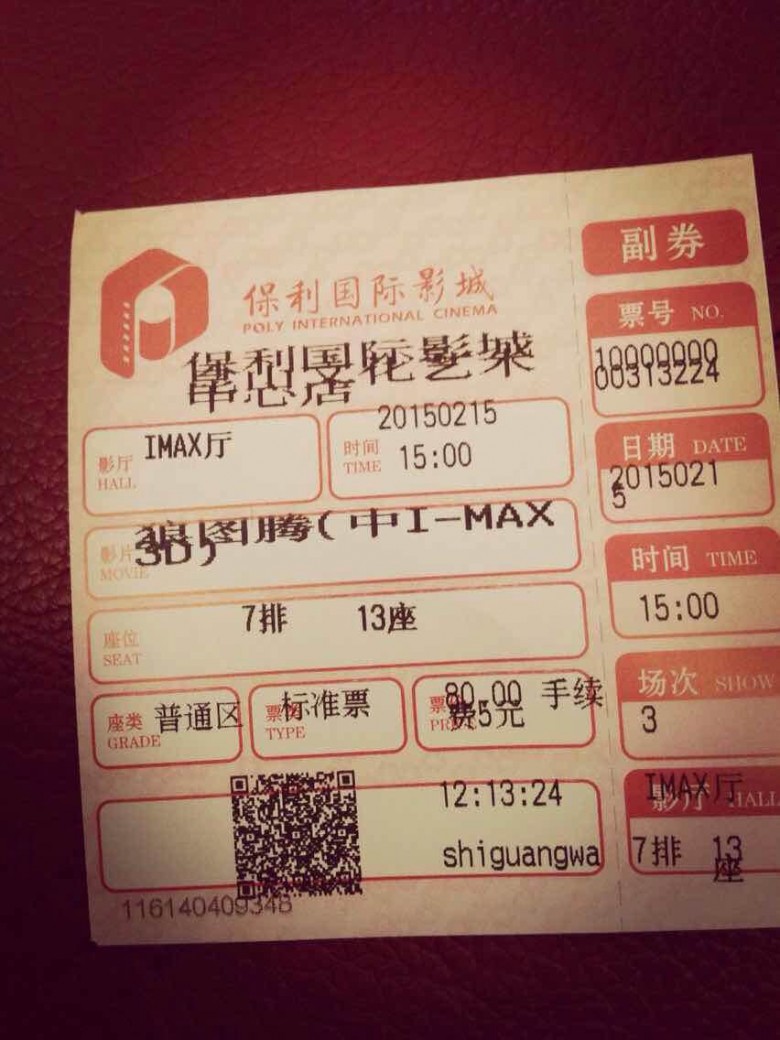 保利国际影城
POLY INTERNATIONAL CINEMA
保利国际影城
中心文化艺术店
影厅 HALL IMAX厅
时间 TIME 20150215 15:00
影片 MOVIE 狼图腾(中I-MAX
3D)
座位 SEAT 7排 13座
座类 GRADE 普通区
TYPE 标准票
80.00 手续
费5元
12:13:24
shiguangwa
116140409348
副券
票号 NO.
10000000
00313224
日期 DATE
2015021
5
时间 TIME
15:00
场次 SHOW
3
影厅 HALL
IMAX厅
7排 13
座